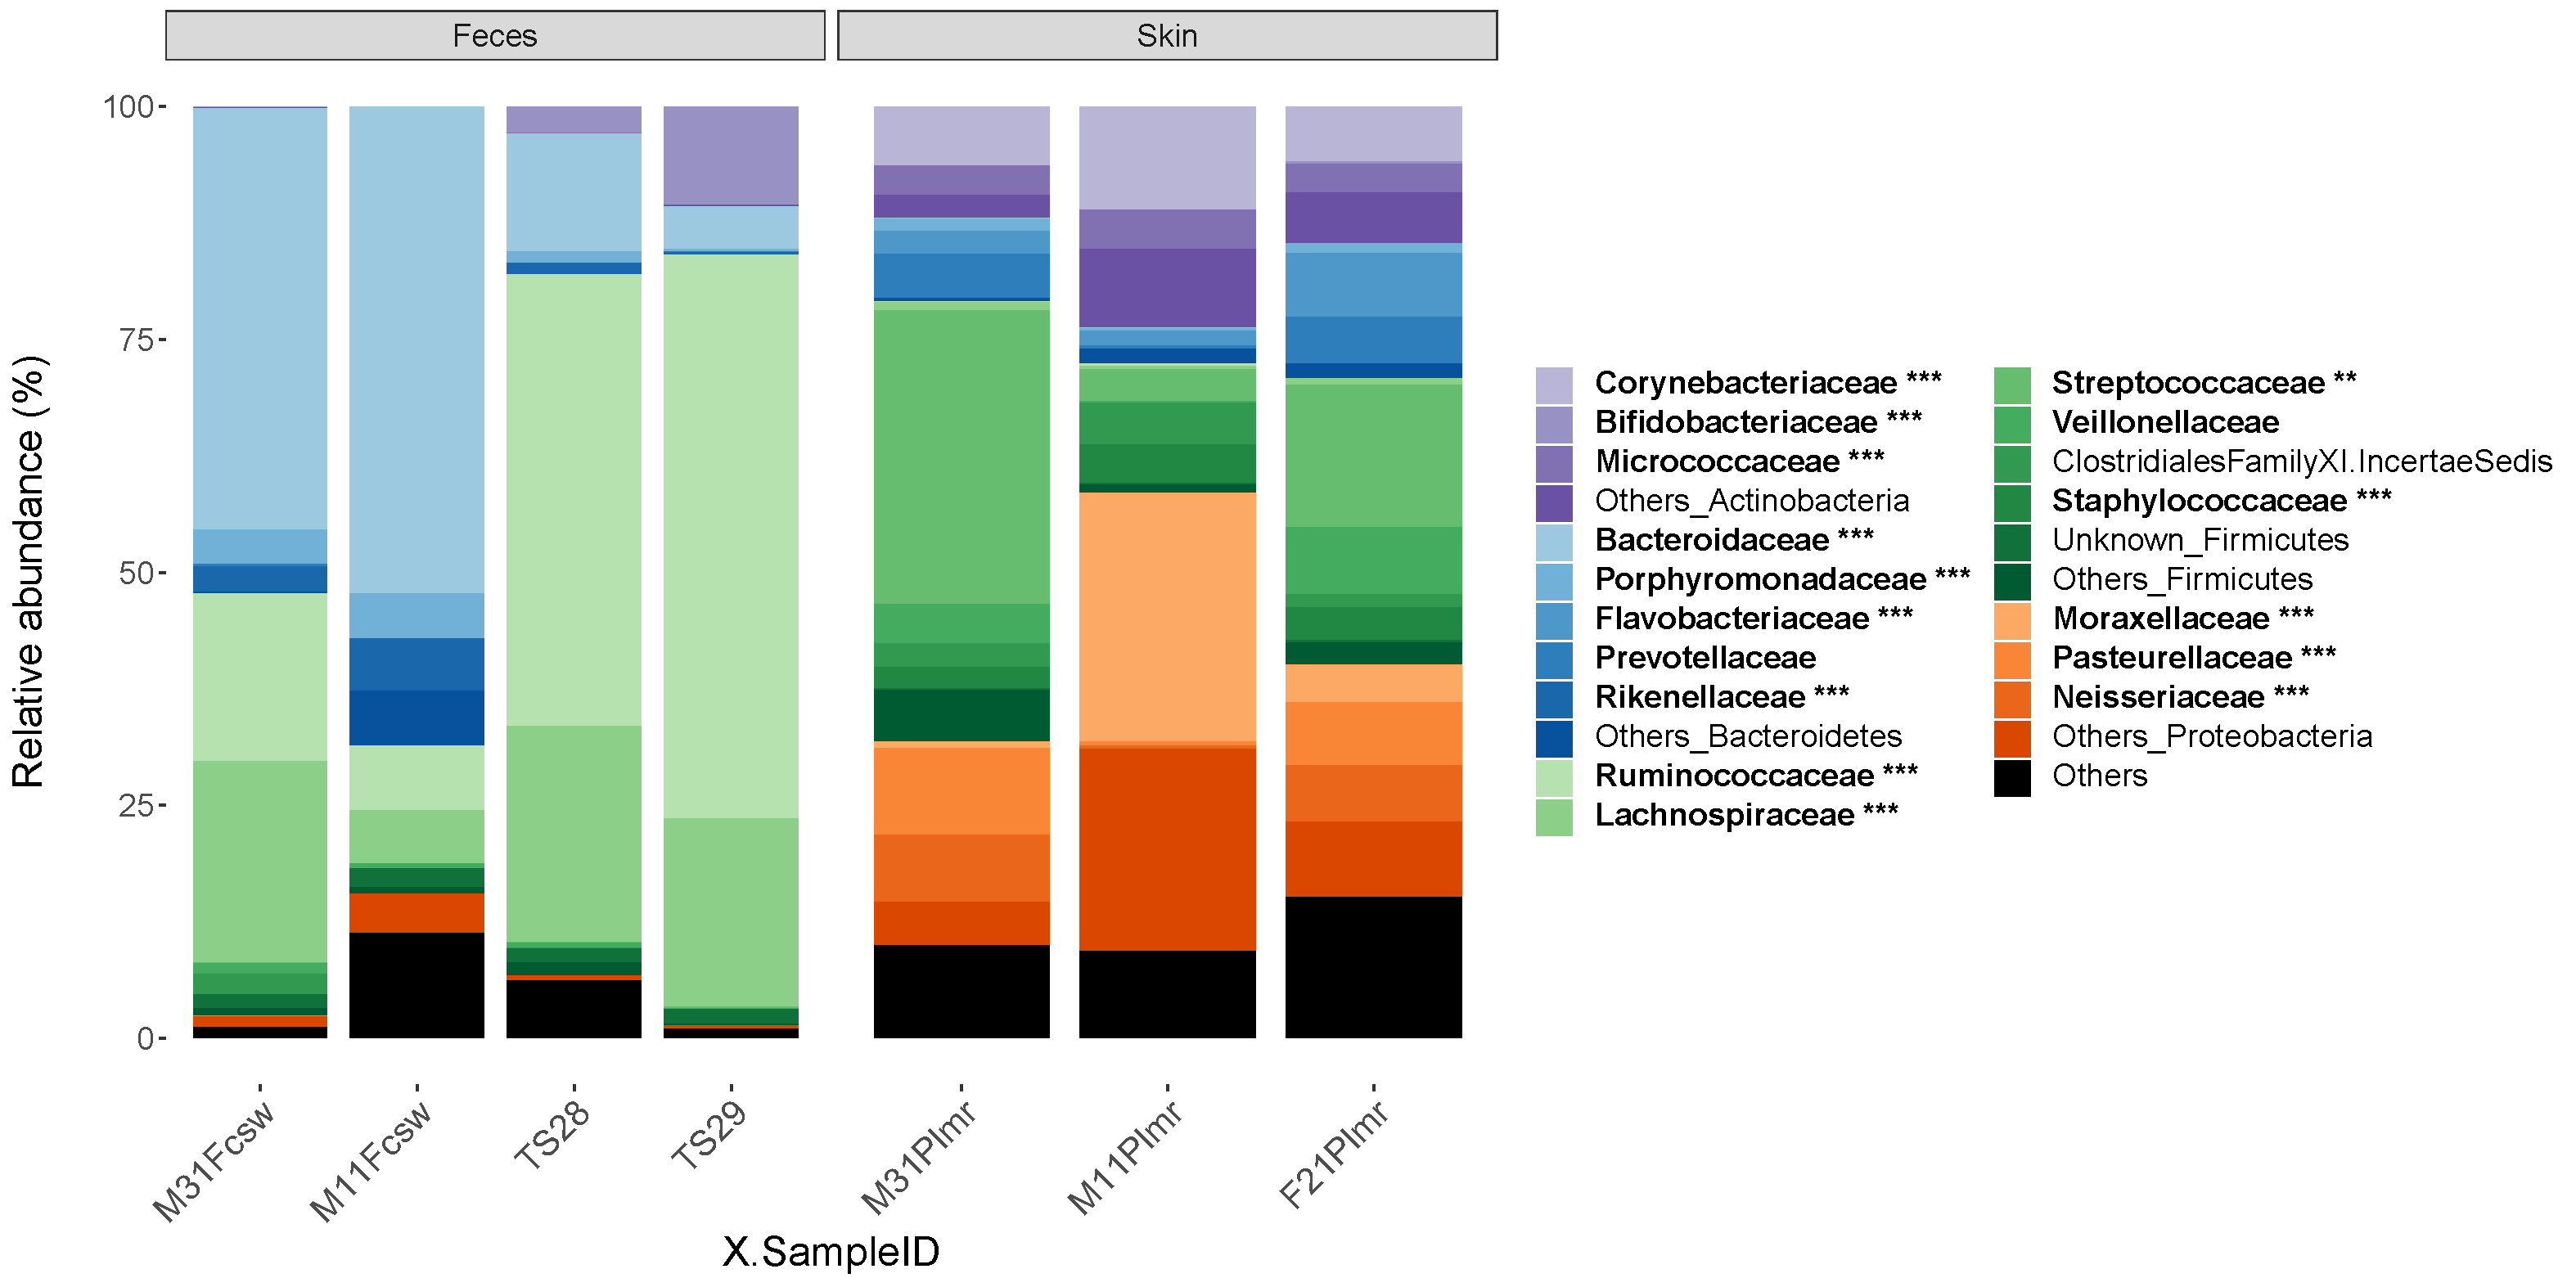 Feces
Skin
Relative abundance (%)
100
75
50
25
0
M31Fcsw
M11Fcsw
TS28
TS29
M31Plmr
M11Plmr
F21Plmr
X.SampleID
Corynebacteriaceae ***
Bifidobacteriaceae ***
Micrococcaceae ***
Others_Actinobacteria
Bacteroidaceae ***
Porphyromonadaceae ***
Flavobacteriaceae ***
Prevotellaceae
Rikenellaceae ***
Others_Bacteroidetes
Ruminococcaceae ***
Lachnospiraceae ***
Streptococcaceae **
Veillonellaceae
ClostridialesFamilyXI.IncertaeSedis
Staphylococcaceae ***
Unknown_Firmicutes
Others_Firmicutes
Moraxellaceae ***
Pasteurellaceae ***
Neisseriaceae ***
Others_Proteobacteria
Others